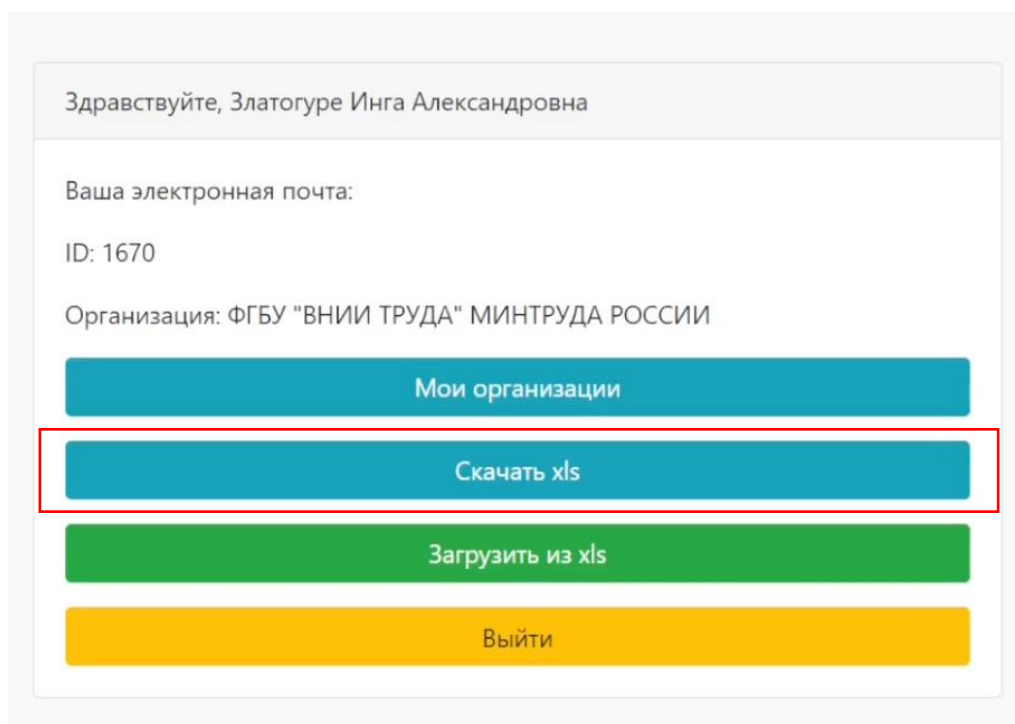 Здравствуйте, Златогуре Инга Александровна
Ваша электронная почта:
ID: 1670
Организация: ФГБУ "ВНИИ ТРУДА" МИНТРУДА РОССИИ
Мои организации
Скачать xls
Загрузить из xls
Выйти